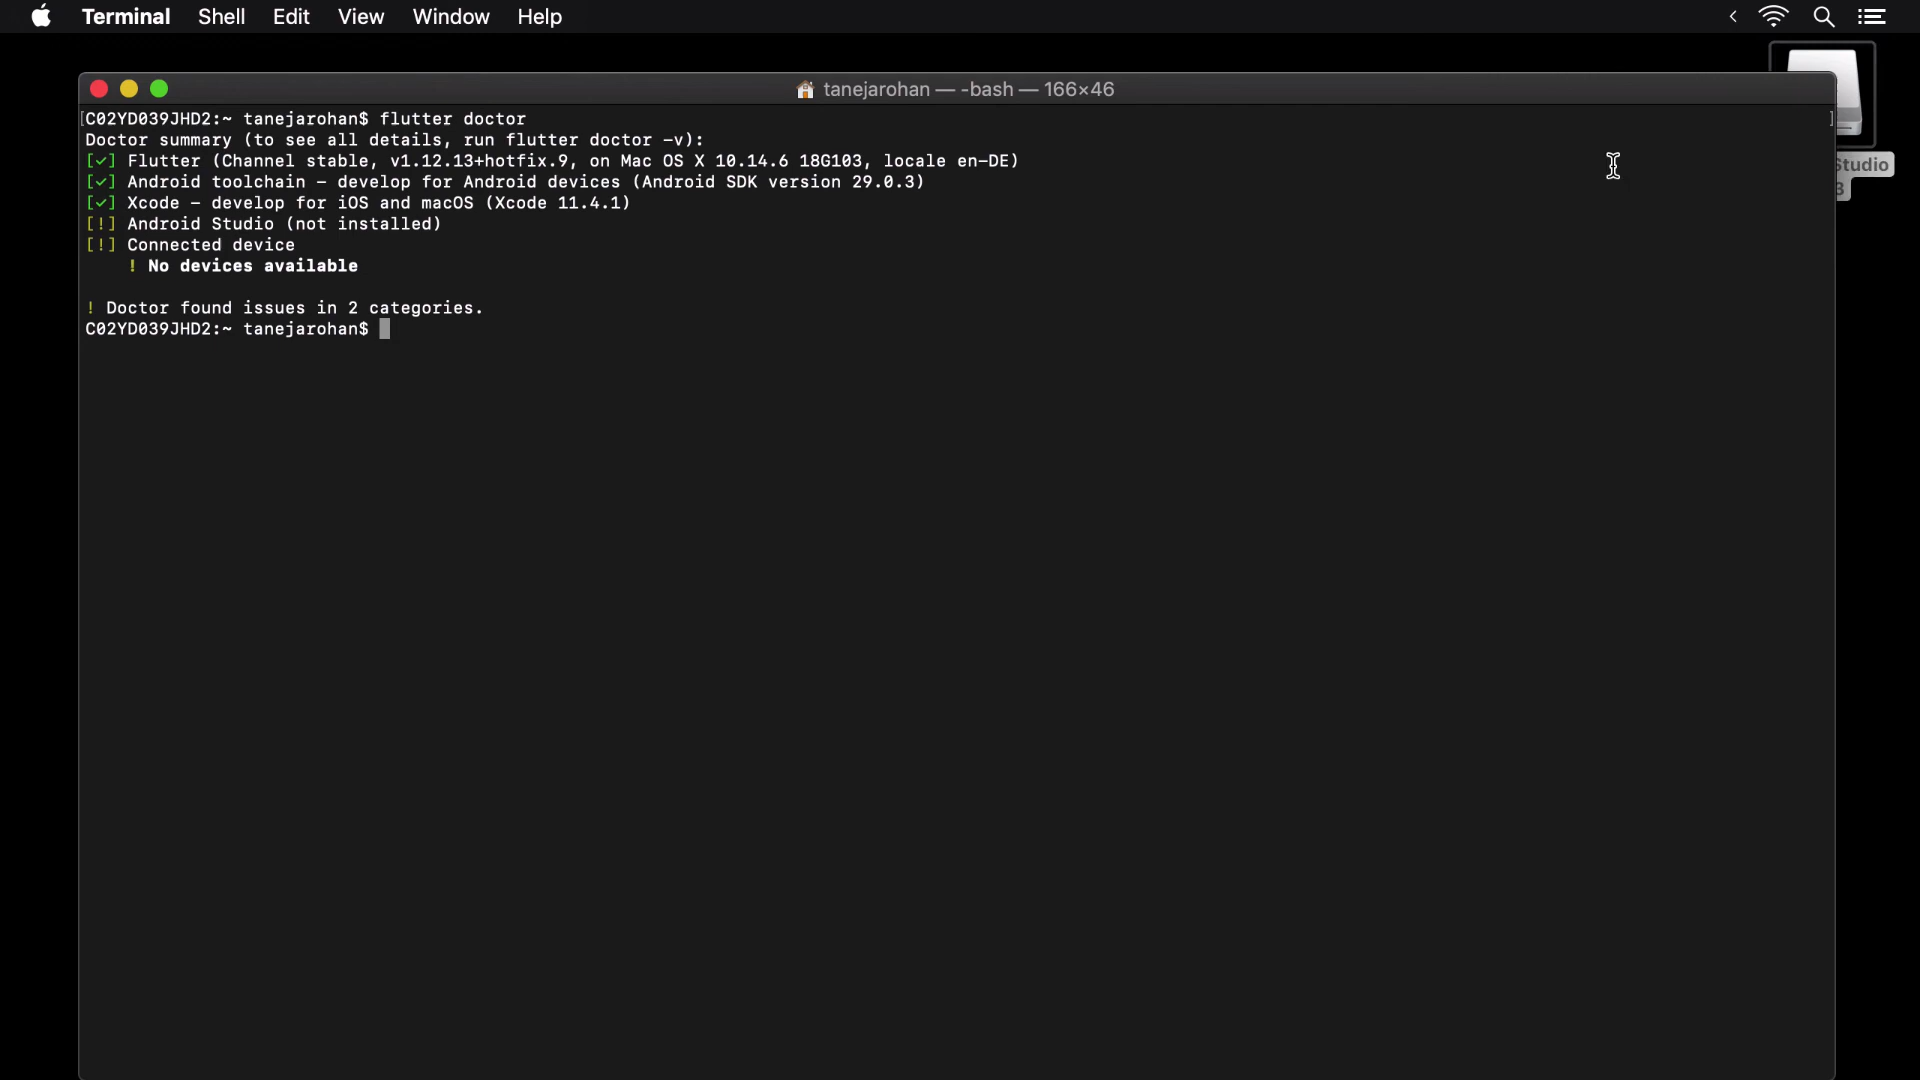 Terminal Shell Edit View Window Help
tanejarohan — -bash — 166×46
[C02YD039JHD2:~ tanejarohan$ flutter doctor ]
Doctor summary (to see all details, run flutter doctor -v):
[✓] Flutter (Channel stable, v1.12.13+hotfix.9, on Mac OS X 10.14.6 18G103, locale en-DE)
[✓] Android toolchain - develop for Android devices (Android SDK version 29.0.3)
[✓] Xcode - develop for iOS and macOS (Xcode 11.4.1)
[!] Android Studio (not installed)
[!] Connected device
! No devices available
! Doctor found issues in 2 categories.
C02YD039JHD2:~ tanejarohan$
Studio
3